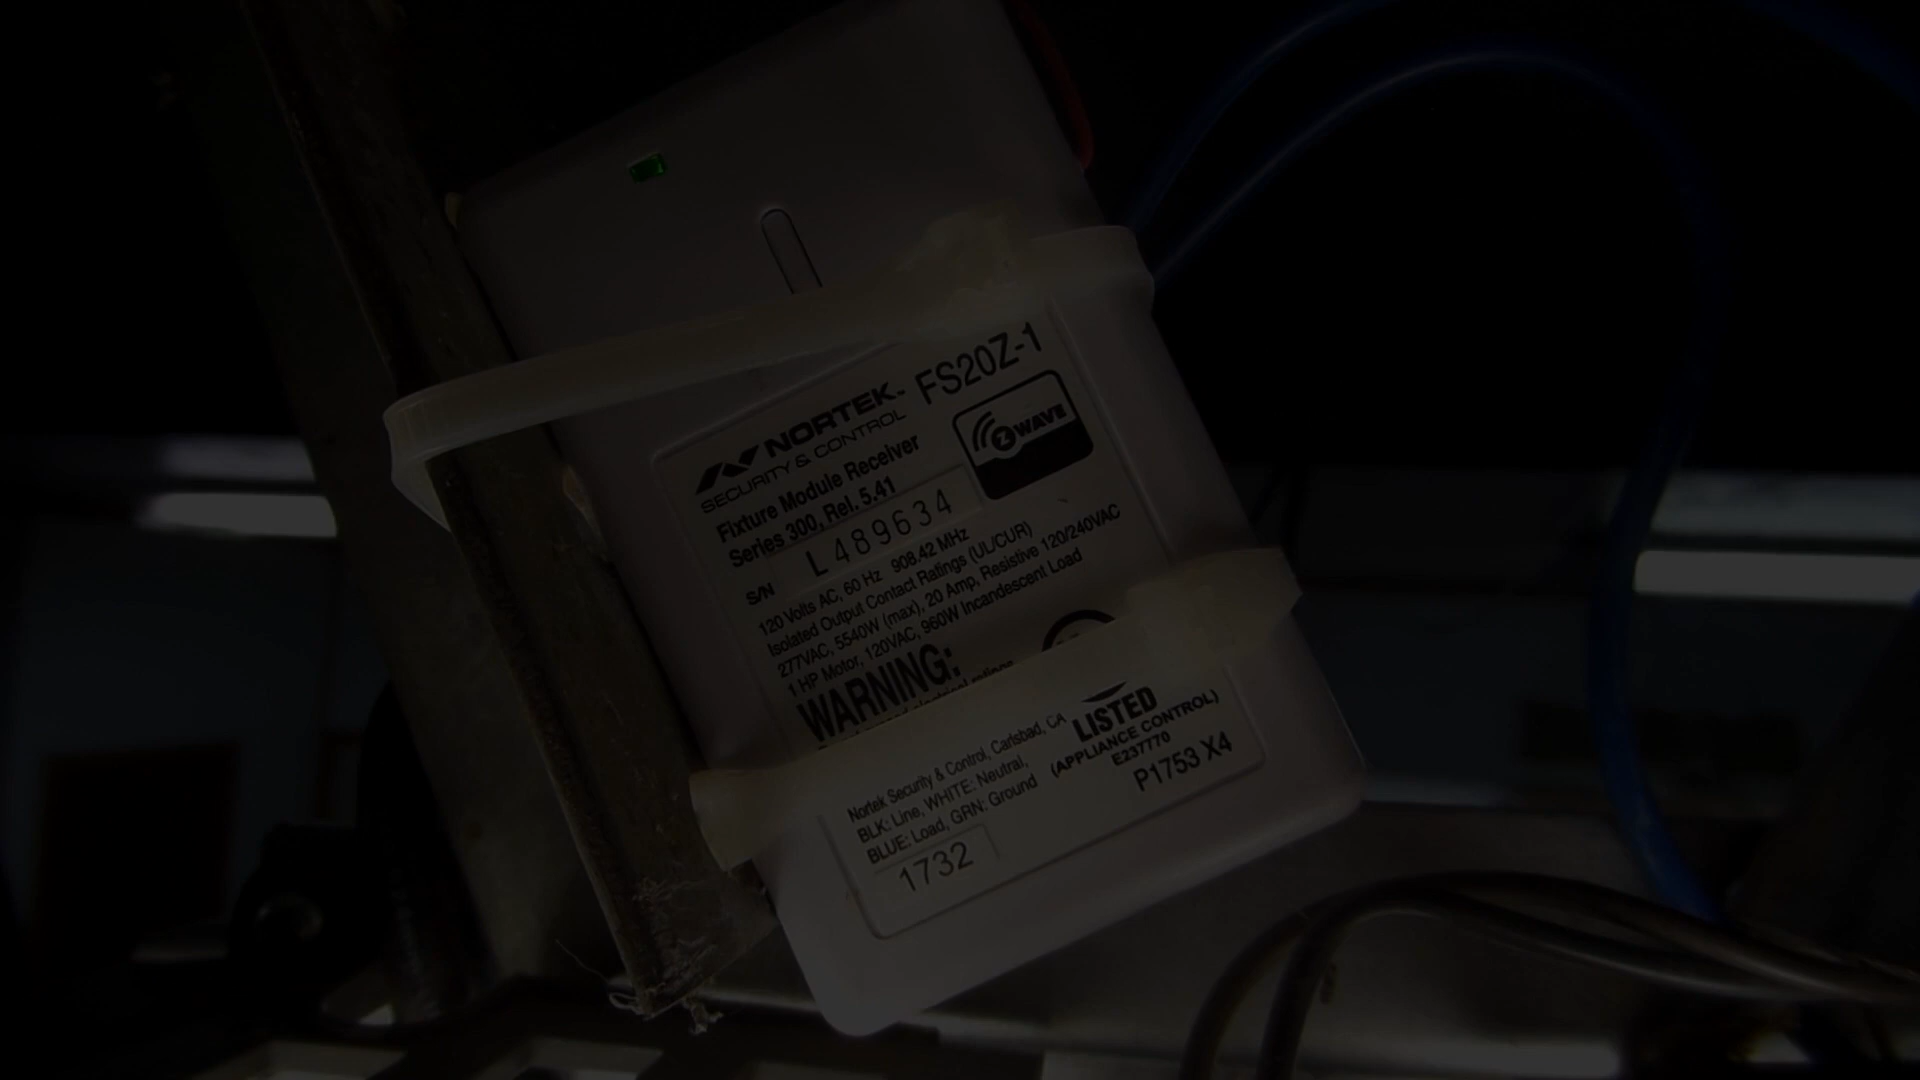 FS20Z-1
NORTEK
SECURITY & CONTROL
Z WAVE
Fixture Module Receiver
Series 300, Rel. 5.41
S/N L489634
120 Volts AC, 60 Hz 908.42 MHz
Isolated Output Contact Ratings (UL/CUR)
277VAC, 5540W (max), 20 Amp, Resistive 120/240VAC
1 HP Motor, 120VAC, 960W Incandescent Load
WARNING:
electrical ratings
LISTED
(APPLIANCE CONTROL)
E237770
P1753 X4
Nortek Security & Control, Carlsbad, CA
BLK: Line, WHITE: Neutral,
BLUE: Load, GRN: Ground
1732